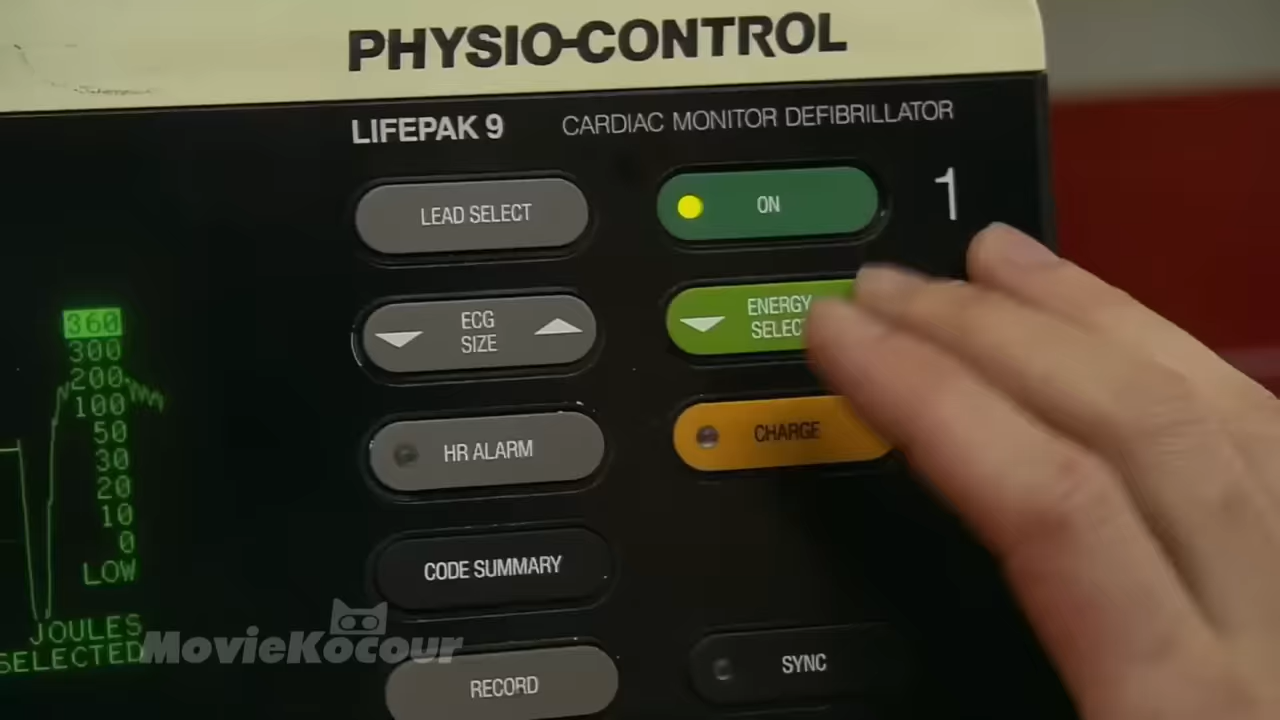 PHYSIO-CONTROL
LIFEPAK 9
CARDIAC MONITOR DEFIBRILLATOR
LEAD SELECT
ON
1
ECG
SIZE
ENERGY
SELECT
HR ALARM
CHARGE
CODE SUMMARY
RECORD
SYNC
360
300
200
100
50
30
20
10
0
LOW
JOULES
SELECTED
MovieKocour